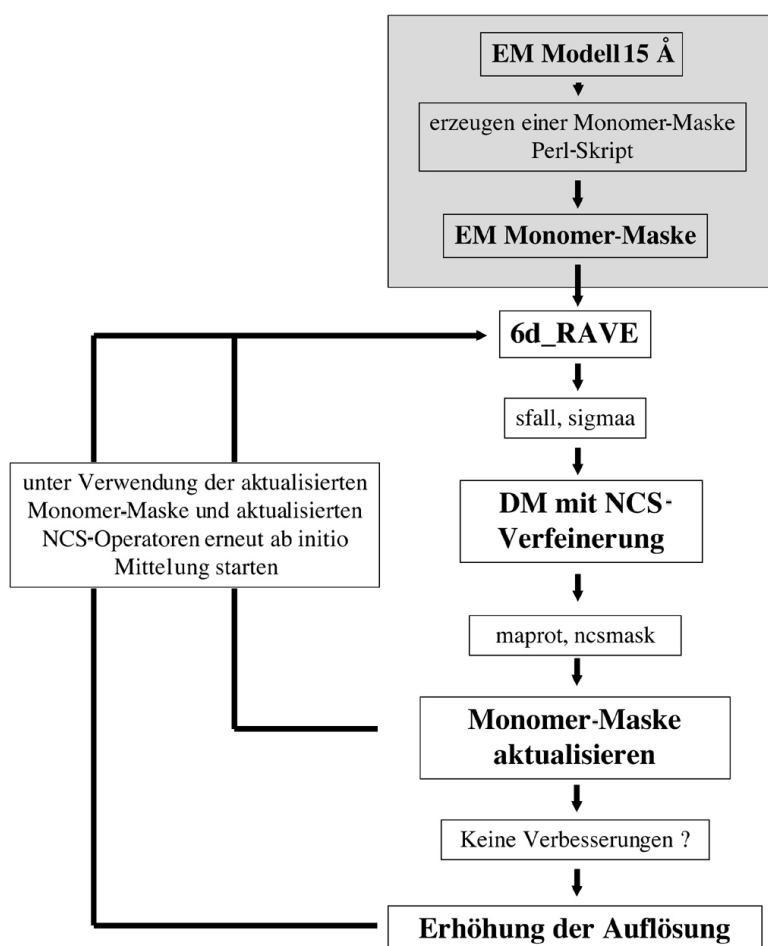 EM Modell 15 Å
erzeugen einer Monomer-Maske
Perl-Skript
EM Monomer-Maske
6d_RAVE
sfall, sigmaa
unter Verwendung der aktualisierten
Monomer-Maske und aktualisierten
NCS-Operatoren erneut ab initio
Mittelung starten
DM mit NCS-
Verfeinerung
maprot, ncsmask
Monomer-Maske
aktualisieren
Keine Verbesserungen ?
Erhöhung der Auflösung